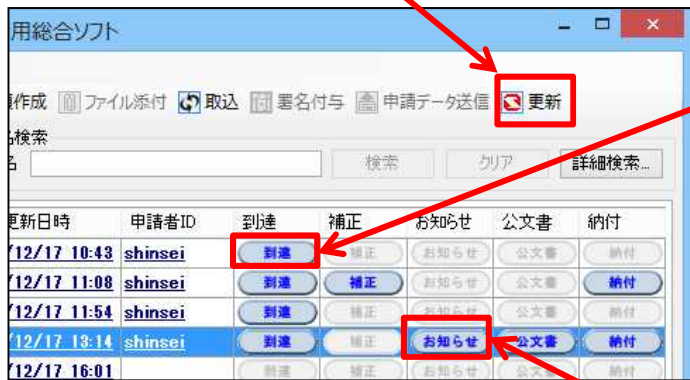 用総合ソフト
作成 ファイル添付 取込 署名付与 申請データ送信 更新
検索
名 検索 クリア 詳細検索...
更新日時 申請者ID 到達 補正 お知らせ 公文書 納付
/12/17 10:43 shinsei 到達 補正 お知らせ 公文書 納付
/12/17 11:08 shinsei 到達 補正 お知らせ 公文書 納付
/12/17 11:54 shinsei 到達 補正 お知らせ 公文書 納付
/12/17 13:14 shinsei 到達 補正 お知らせ 公文書 納付
/12/17 16:01 到達 補正 お知らせ 公文書 納付